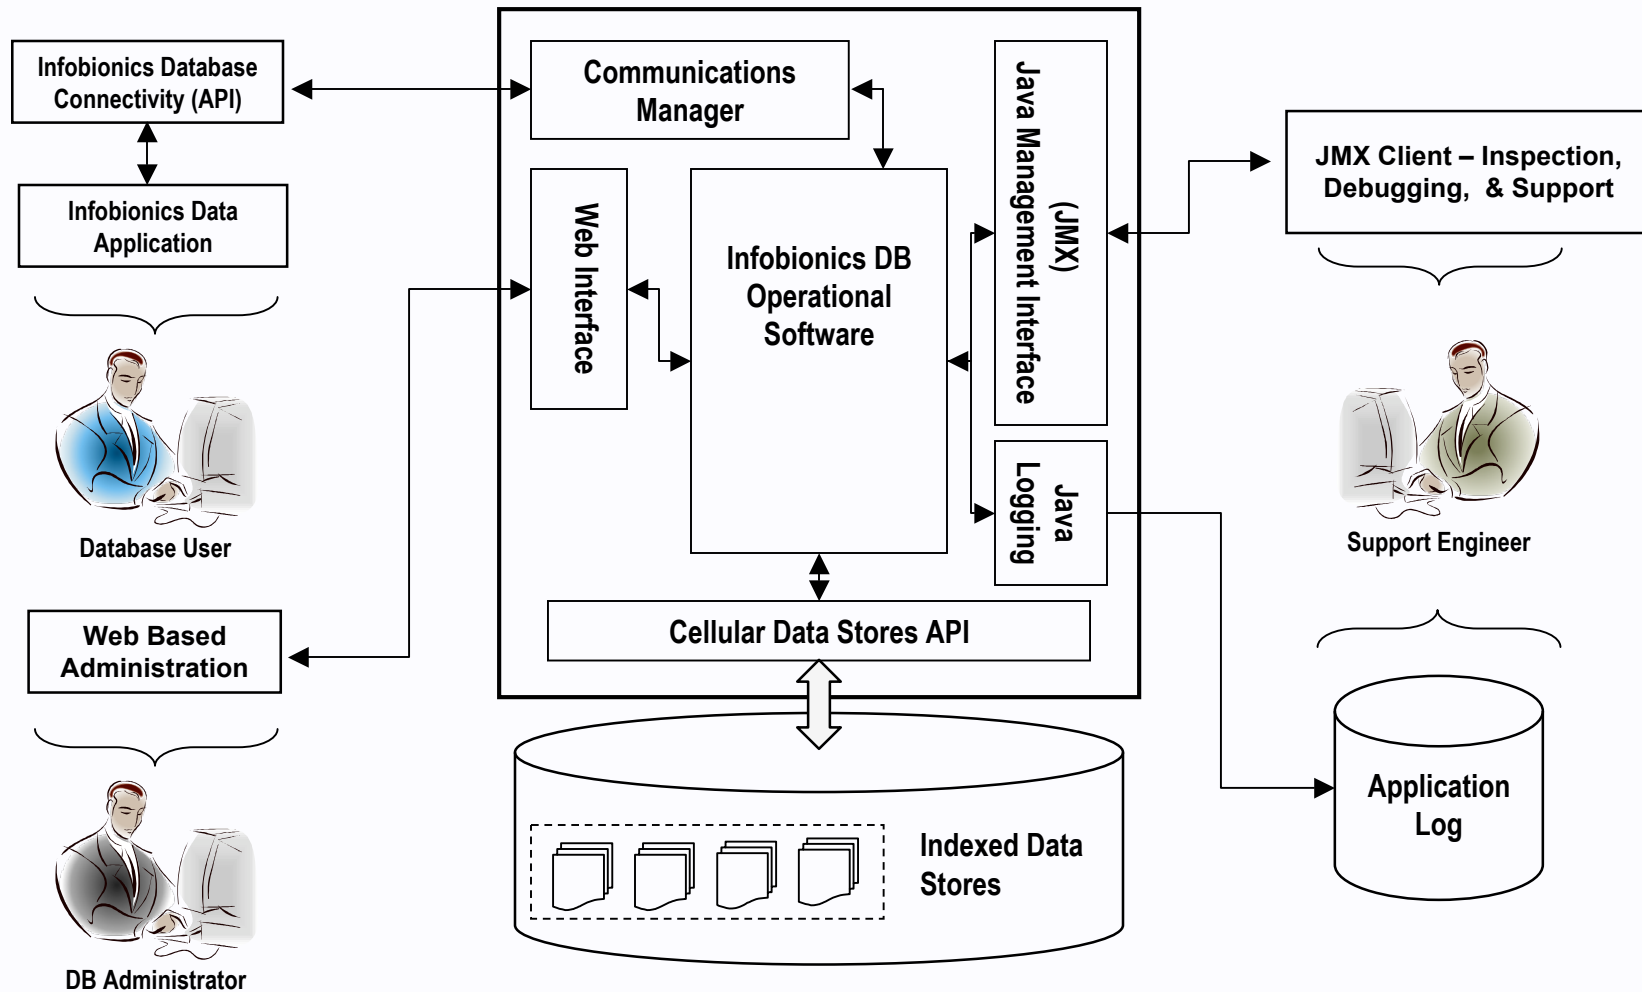 Infobionics Database
Connectivity (API)
Infobionics Data
Application
Database User
Web Based
Administration
DB Administrator
Communications
Manager
Web Interface
Infobionics DB
Operational
Software
Java Management Interface
(JMX)
Java
Logging
Cellular Data Stores API
Indexed Data
Stores
JMX Client – Inspection,
Debugging, & Support
Support Engineer
Application
Log